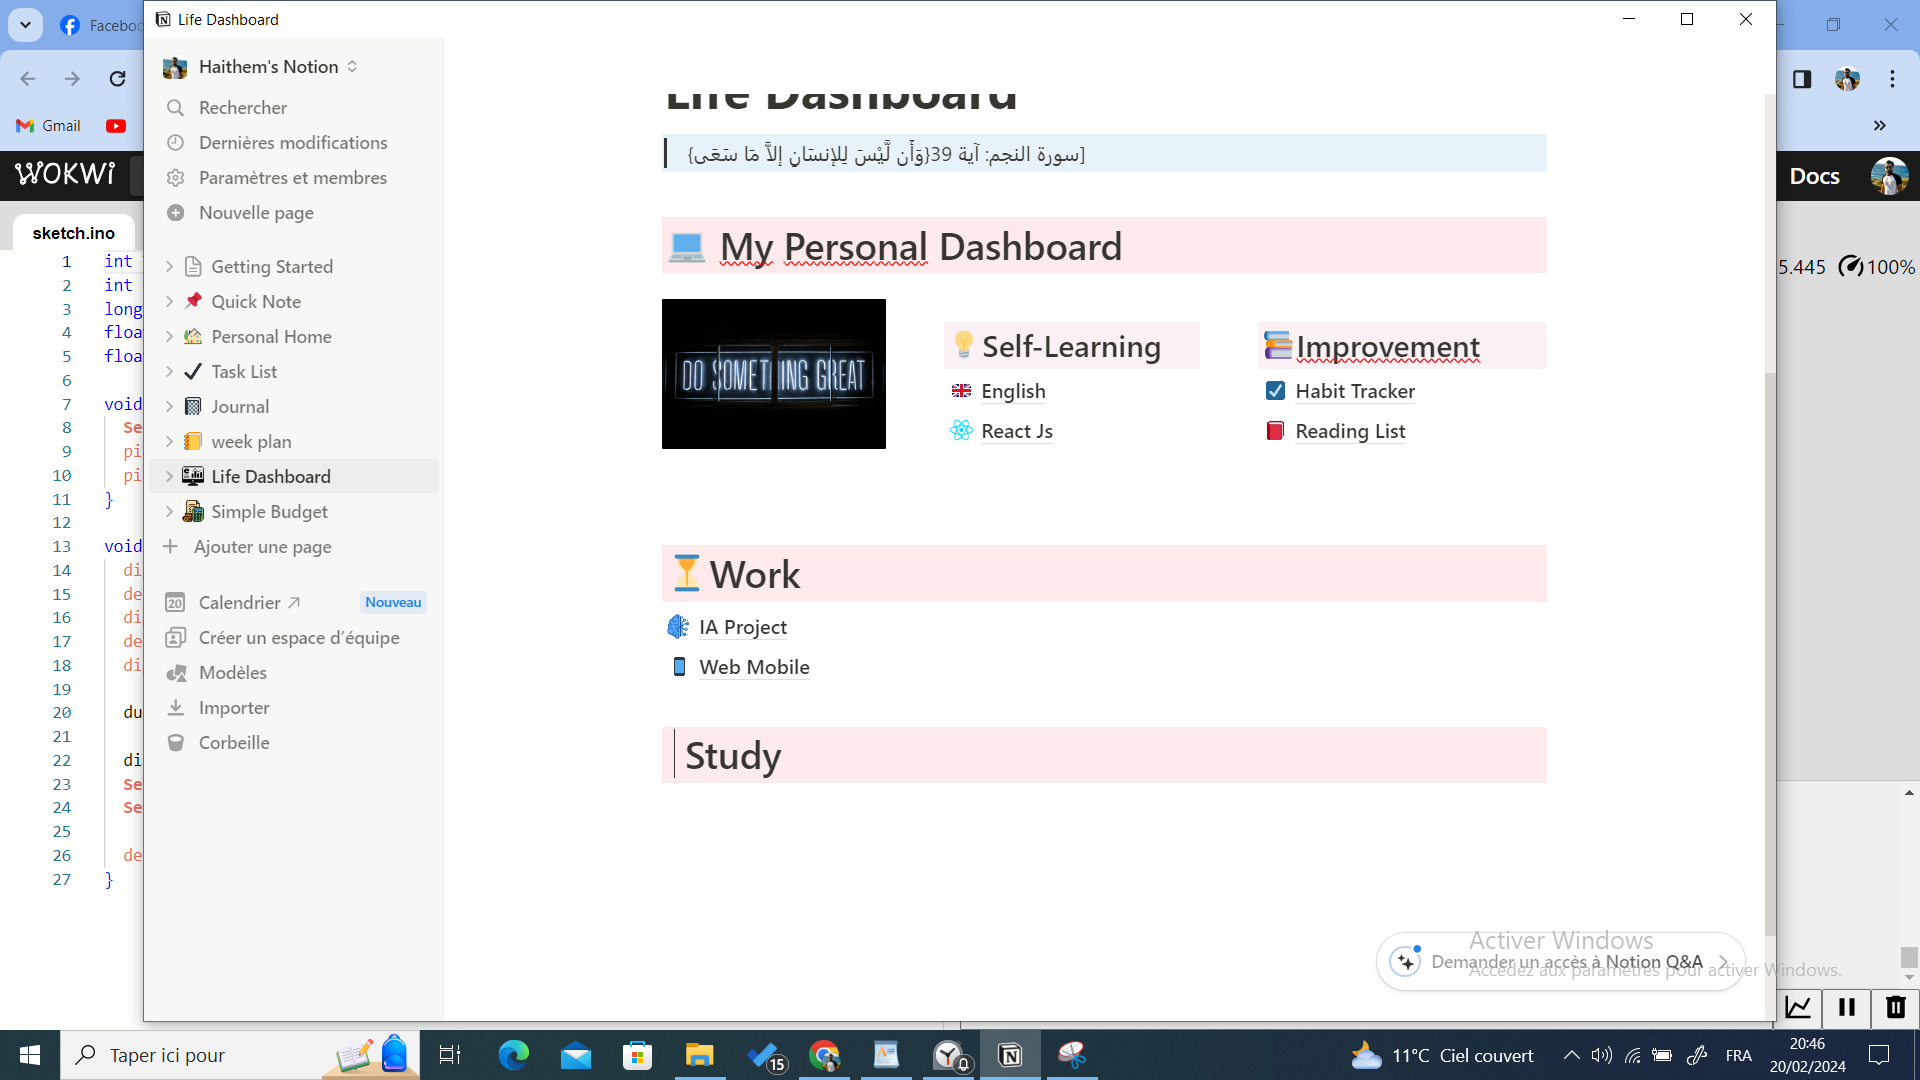 Life Dashboard
Facebo
Haithem's Notion
Rechercher
Dernières modifications
Paramètres et membres
Nouvelle page
Getting Started
Quick Note
Personal Home
Task List
Journal
week plan
Life Dashboard
Simple Budget
Ajouter une page
Calendrier ↗ Nouveau
Créer un espace d'équipe
Modèles
Importer
Corbeille
Life Dashboard
[سورة النجم: آية 39{وَأَن لَّيْسَ لِلإِنسَانِ إلاَّ مَا سَعَى}
My Personal Dashboard
DO SOMETHING GREAT
Self-Learning
English
React Js
Improvement
Habit Tracker
Reading List
Work
IA Project
Web Mobile
Study
Demander un accès à Notion Q&A
Activer Windows
Accédez aux paramètres pour activer Windows.
Gmail
»
WOKWI
Docs
sketch.ino
5.445 100%
1 int
2 int
3 long
4 floa
5 floa
6
7 void
8 Se
9 pi
10 pi
11 }
12
13 void
14 di
15 de
16 di
17 de
18 di
19
20 du
21
22 di
23 Se
24 Se
25
26 de
27 }
Taper ici pour
15
11°C Ciel couvert
FRA
20:46
20/02/2024